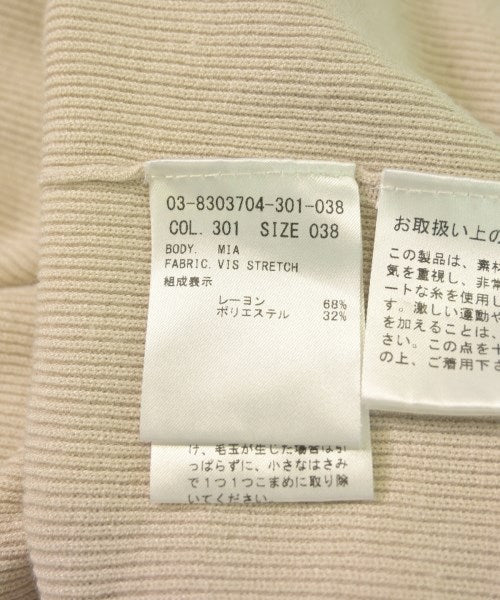 03-8303704-301-038
COL. 301 SIZE 038
BODY. MIA
FABRIC. VIS STRETCH
組成表示
レーヨン 68%
ポリエステル 32%
お取扱い上の
この製品は、素材
気を重視し、非常
ートな糸を使用し
す。激しい運動や
を加えることは、
さい。この点を十
の上、ご着用下さ
け、毛玉が生じた場合は引
っぱらずに、小さなはさみ
で1つ1つこまめに取り除
いてください。